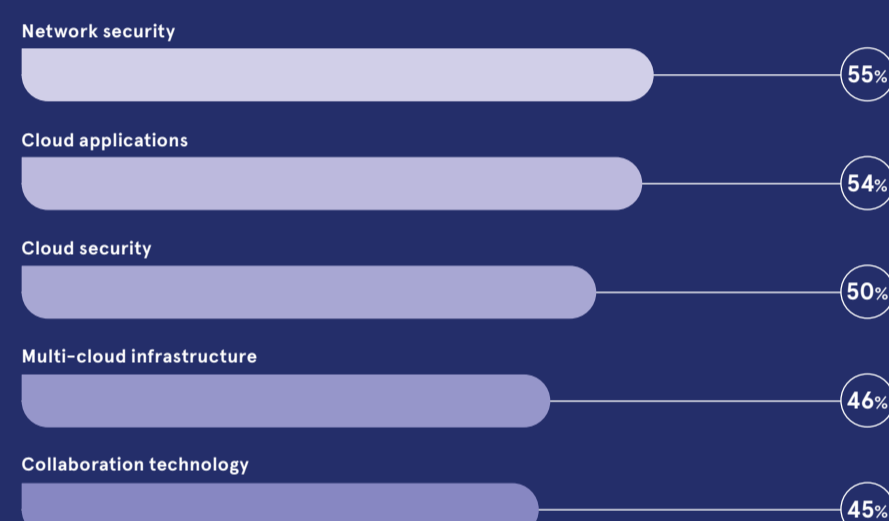 Network security
55%
Cloud applications
54%
Cloud security
50%
Multi-cloud infrastructure
46%
Collaboration technology
45%